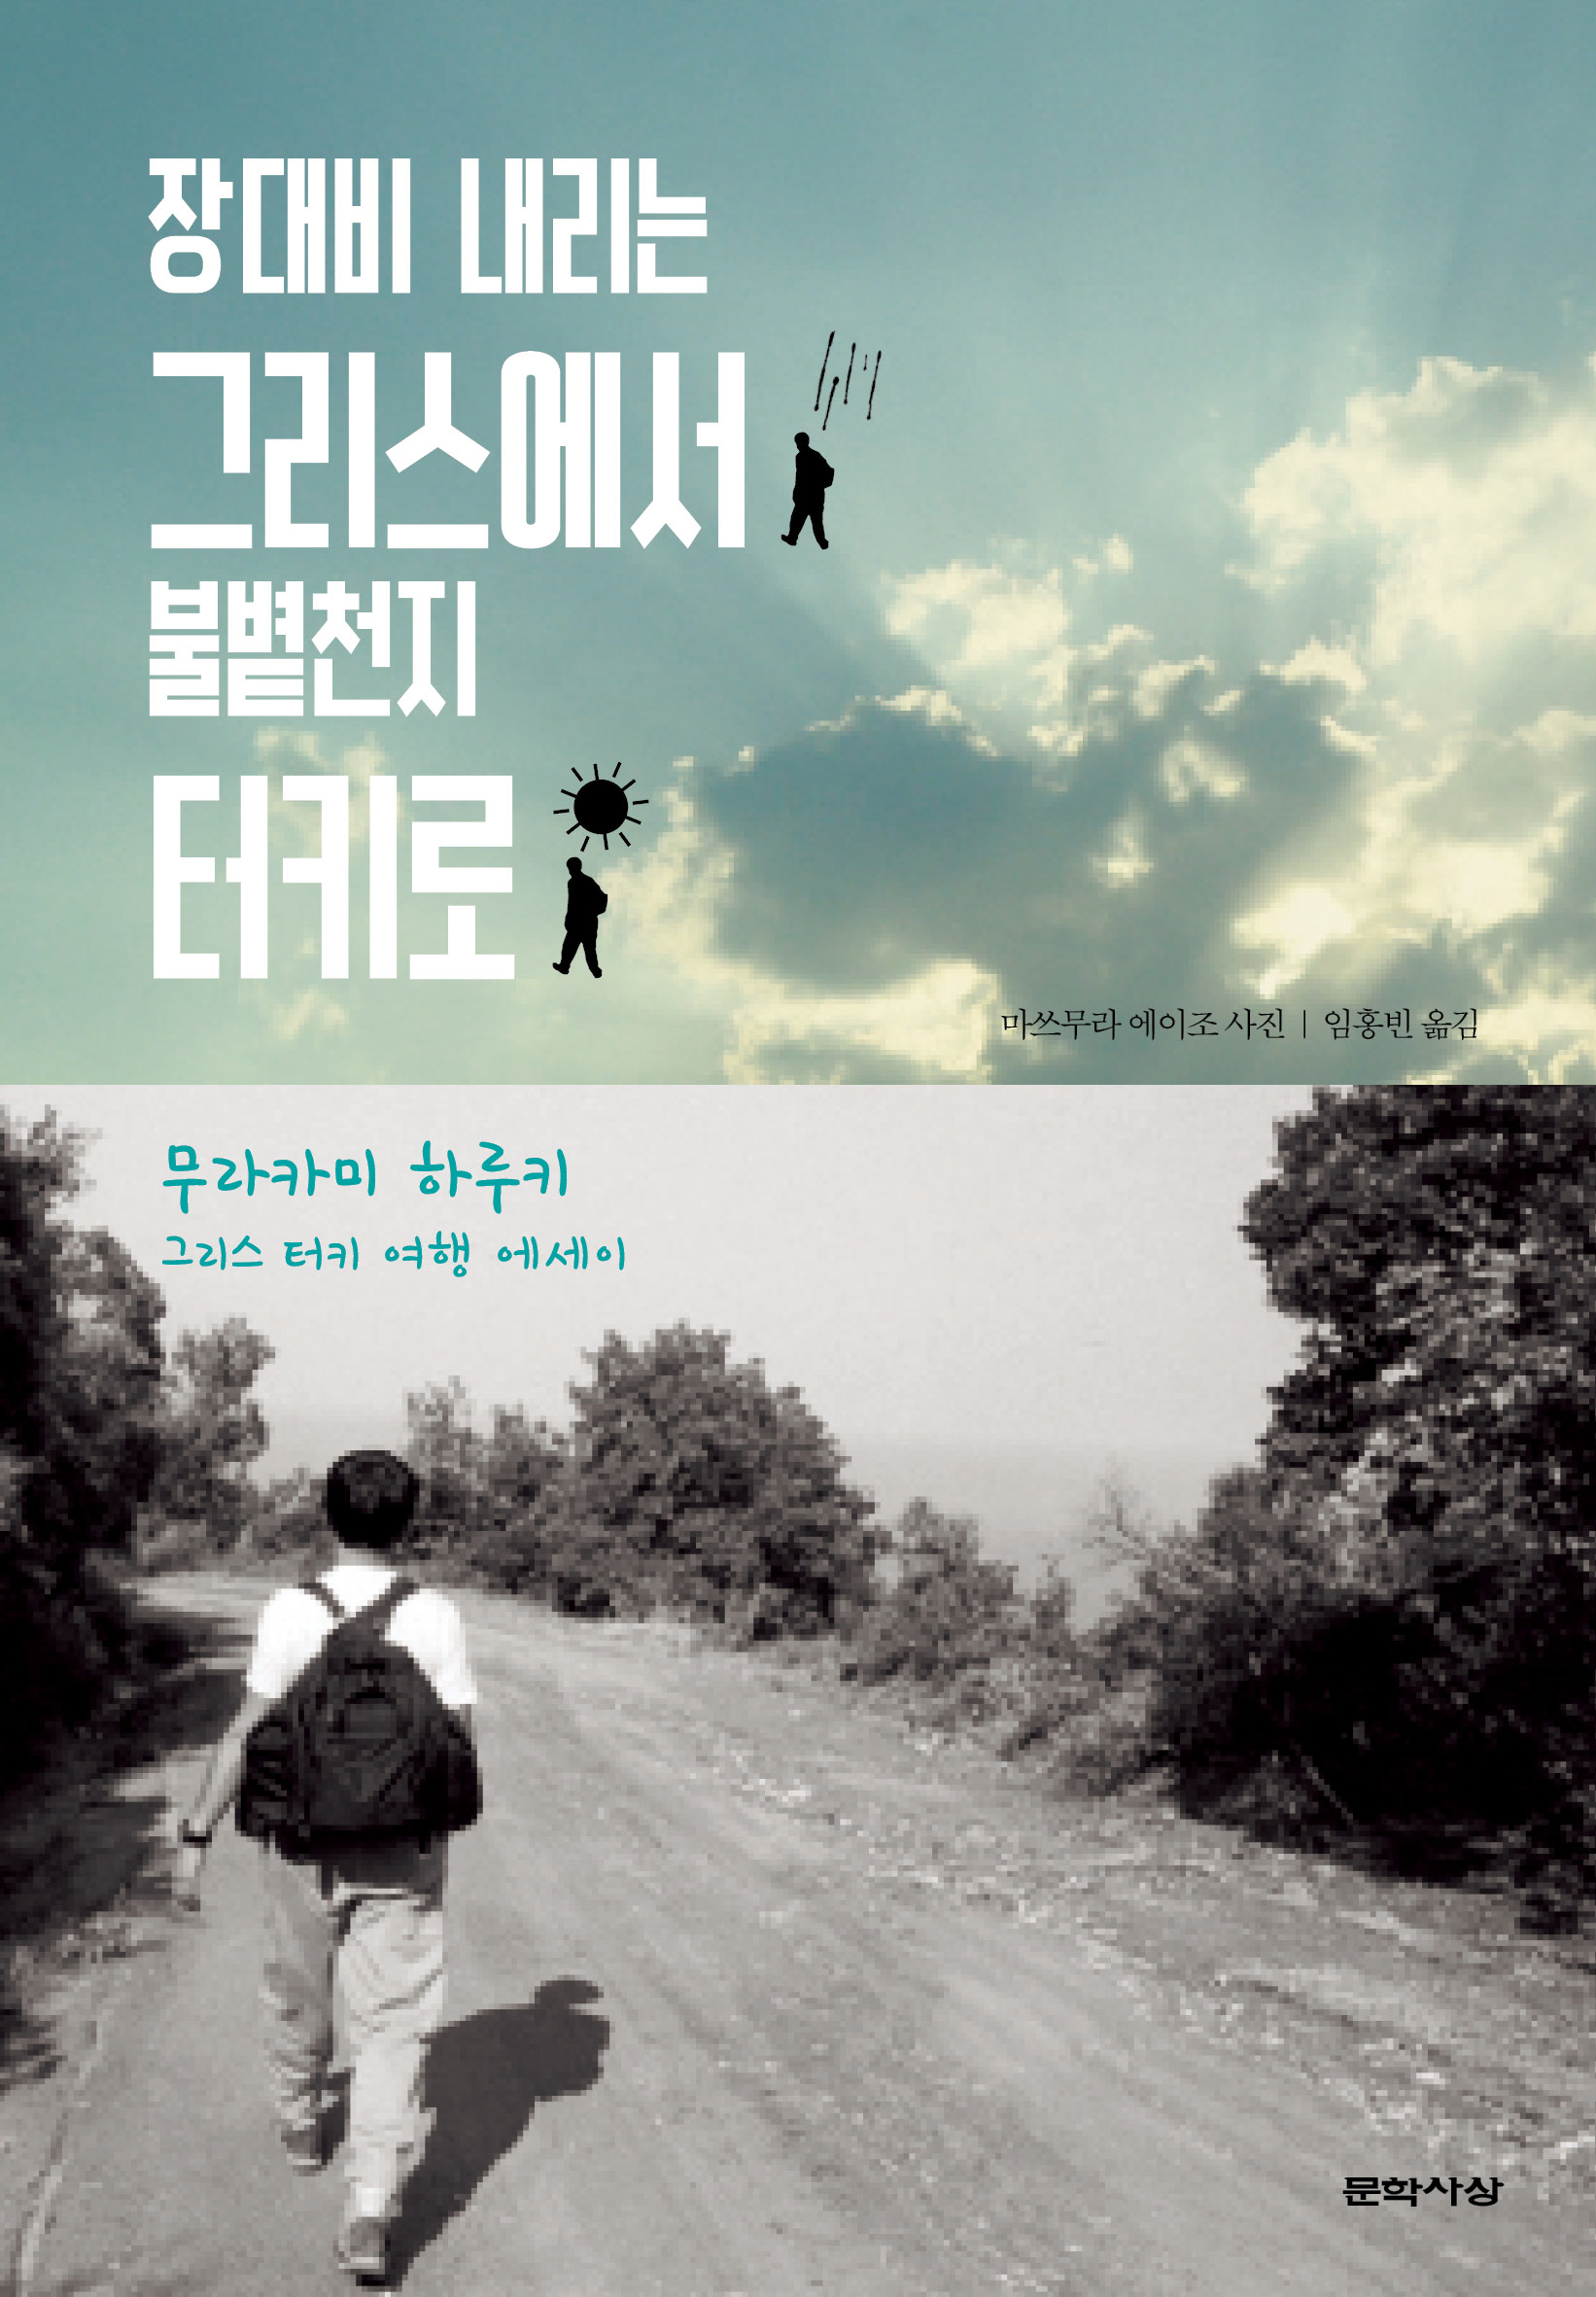 장대비 내리는
그리스에서
불볕천지
터키로
마쓰무라 에이조 사진 | 임홍빈 옮김
무라카미 하루키
그리스 터키 여행 에세이
문학사상